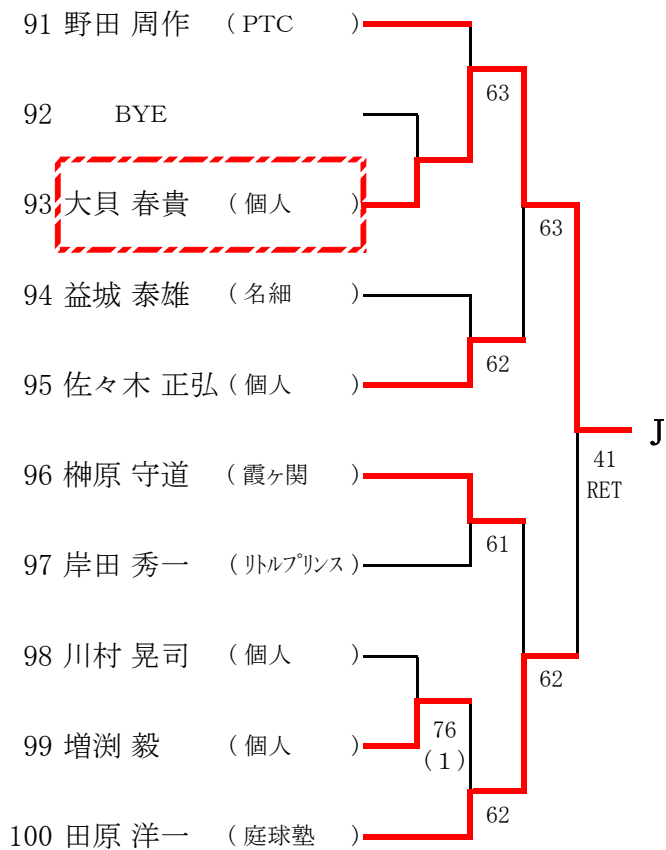 91 野田 周作 (PTC )
63
92 BYE
93 大貝 春貴 (個人 )
63
94 益城 泰雄 (名細 )
62
95 佐々木 正弘(個人 )
J
41
RET
96 榊原 守道 (霞ヶ関 )
61
97 岸田 秀一 (リトルプリンス)
98 川村 晃司 (個人 )
62
99 増渕 毅 (個人 )
76
(1)
62
100 田原 洋一 (庭球塾 )